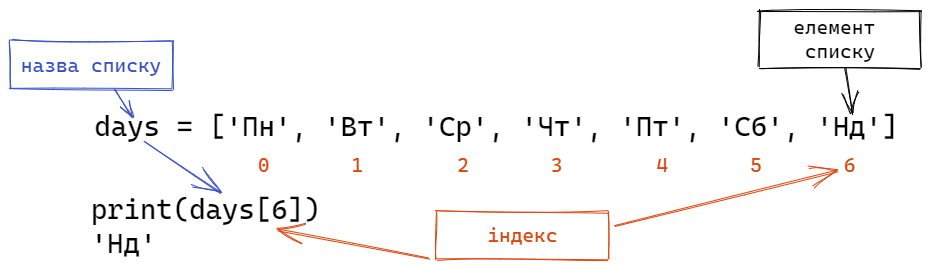 назва списку
елемент
списку
days = ['Пн', 'Вт', 'Ср', 'Чт', 'Пт', 'Сб', 'Нд']
0 1 2 3 4 5 6
print(days[6])
'Нд'
індекс